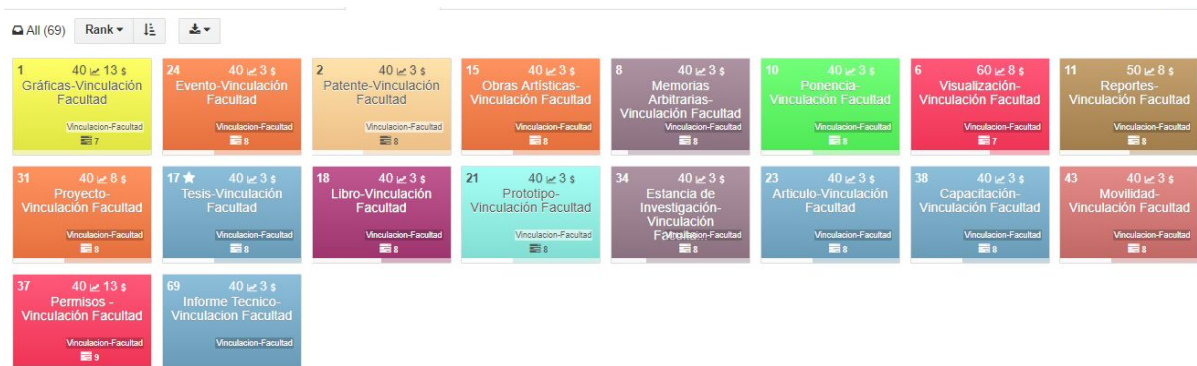 All (69) Rank
1 40 13 $
Gráficas-Vinculación
Facultad
Vinculacion-Facultad
7
24 40 3 $
Evento-Vinculación
Facultad
Vinculacion-Facultad
8
2 40 3 $
Patente-Vinculación
Facultad
Vinculacion-Facultad
8
15 40 3 $
Obras Artísticas-
Vinculación Facultad
Vinculacion-Facultad
8
8 40 3 $
Memorias
Arbitrarias-
Vinculación Facultad
Vinculacion-Facultad
8
10 40 3 $
Ponencia-
Vinculación Facultad
Vinculacion-Facultad
8
6 60 8 $
Visualización-
Vinculación Facultad
Vinculacion-Facultad
7
11 50 8 $
Reportes-
Vinculación Facultad
Vinculacion-Facultad
8
31 40 8 $
Proyecto-
Vinculación Facultad
Vinculacion-Facultad
8
17 40 3 $
Tesis-Vinculación
Facultad
Vinculacion-Facultad
8
18 40 3 $
Libro-Vinculación
Facultad
Vinculacion-Facultad
8
21 40 3 $
Prototipo-
Vinculación Facultad
Vinculacion-Facultad
8
34 40 3 $
Estancia de
Investigación-
Vinculación
Facultad
Vinculacion-Facultad
8
23 40 3 $
Articulo-Vinculación
Facultad
Vinculacion-Facultad
8
38 40 3 $
Capacitación-
Vinculación Facultad
Vinculacion-Facultad
8
43 40 3 $
Movilidad-
Vinculación Facultad
Vinculacion-Facultad
8
37 40 13 $
Permisos -
Vinculación Facultad
Vinculacion-Facultad
9
69 40 3 $
Informe Tecnico-
Vinculacion Facultad
Vinculacion-Facultad